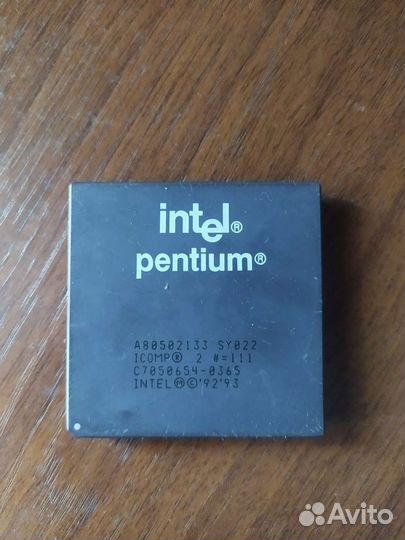 intel®
pentium®
A80502133 SY022
ICOMP® 2 #=111
C7050654-0365
INTEL Ⓜ©'92'93
Avito